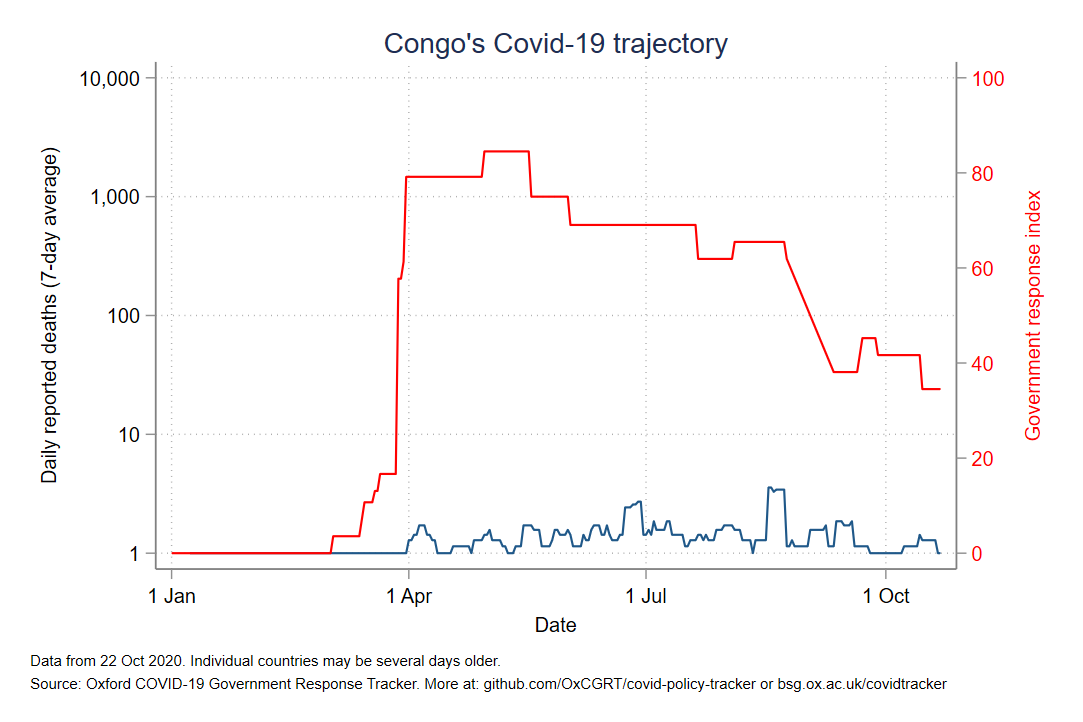 Congo's Covid-19 trajectory
10,000
1,000
100
10
1
Daily reported deaths (7-day average)
100
80
60
40
20
0
Government response index
1 Jan
1 Apr
1 Jul
1 Oct
Date
Data from 22 Oct 2020. Individual countries may be several days older.
Source: Oxford COVID-19 Government Response Tracker. More at: github.com/OxCGRT/covid-policy-tracker or bsg.ox.ac.uk/covidtracker